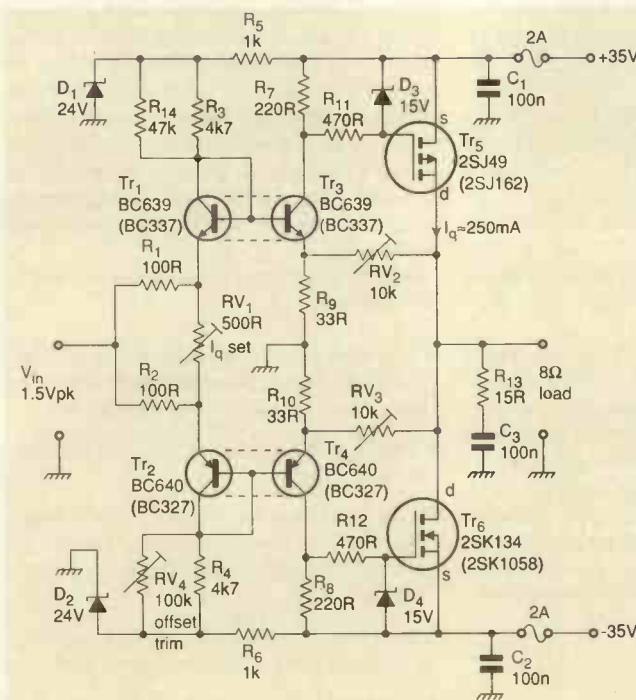 R5
1k
2A
+35V
D1
24V
R14
47k
R3
4k7
R7
220R
R11
470R
D3
15V
C1
100n
s
Tr5
2SJ49
(2SJ162)
d
Tr1
BC639
(BC337)
Tr3
BC639
(BC337)
Iq≈250mA
R1
100R
RV2
10k
RV1
500R
Iq set
R9
33R
Vin
1.5Vpk
R2
100R
R10
33R
RV3
10k
R13
15R
8Ω
load
C3
100n
Tr2
BC640
(BC327)
Tr4
BC640
(BC327)
d
Tr6
2SK134
(2SK1058)
s
R12
470R
D2
24V
RV4
100k
offset
trim
R4
4k7
R8
220R
D4
15V
2A
-35V
R6
1k
C2
100n